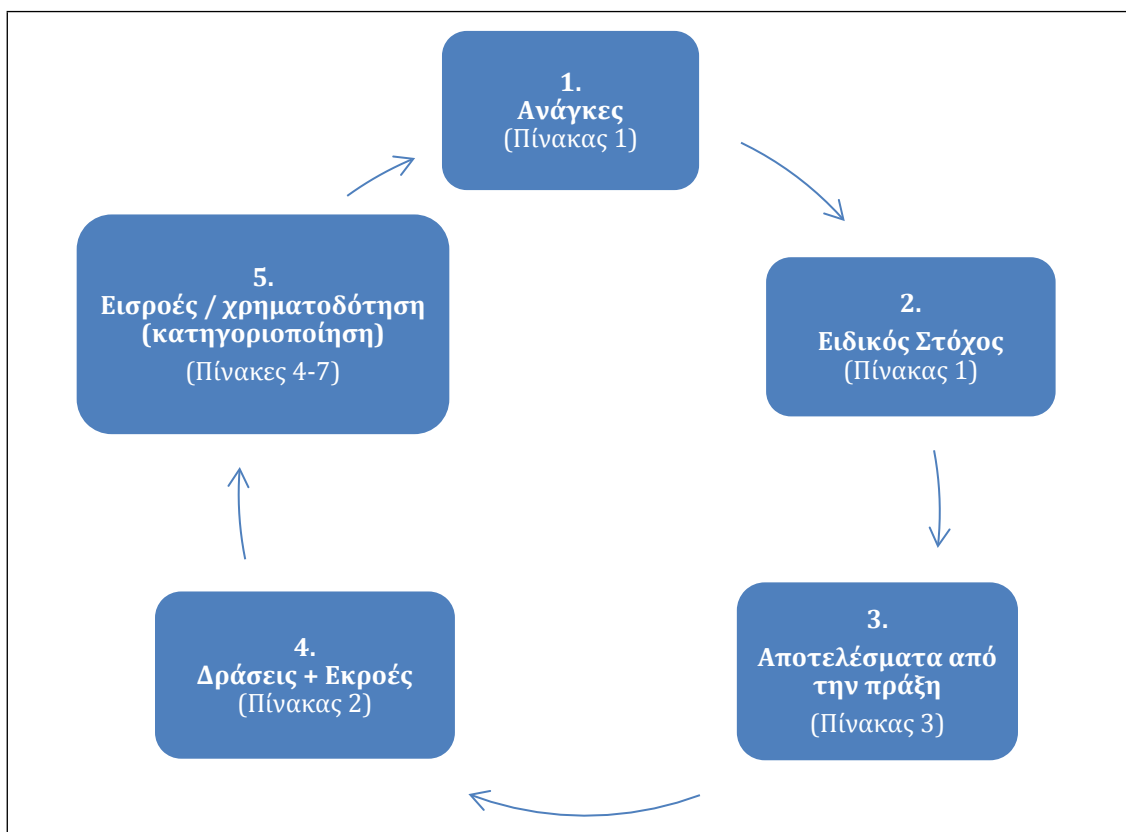 1.
Ανάγκες
(Πίνακας 1)
2.
Ειδικός Στόχος
(Πίνακας 1)
3.
Αποτελέσματα από
την πράξη
(Πίνακας 3)
4.
Δράσεις + Εκροές
(Πίνακας 2)
5.
Εισροές / χρηματοδότηση
(κατηγοριοποίηση)
(Πίνακες 4-7)